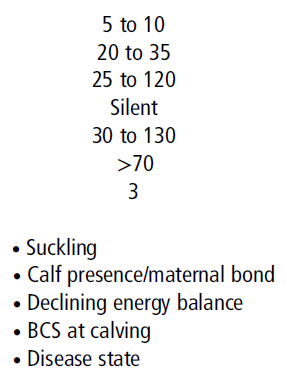 5 to 10
20 to 35
25 to 120
Silent
30 to 130
>70
3
• Suckling
• Calf presence/maternal bond
• Declining energy balance
• BCS at calving
• Disease state